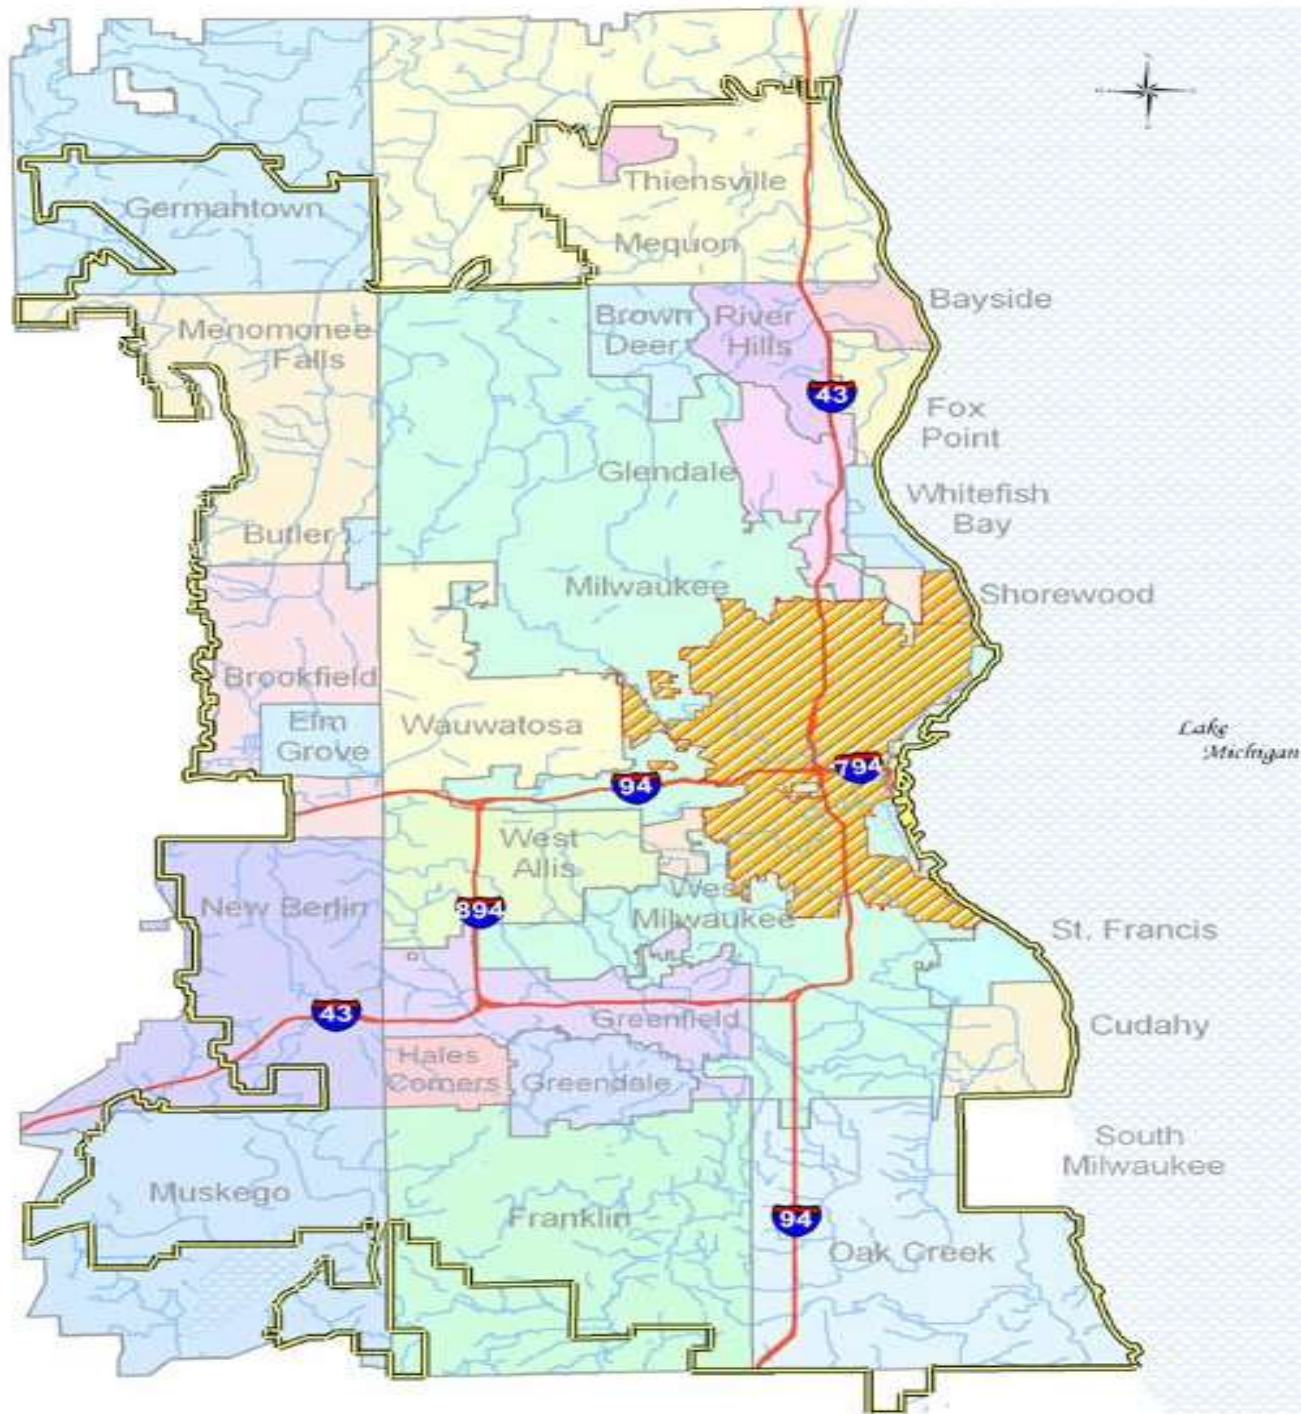 Thiensville
Germahtown
Mequon
Bayside
Menomonee
Falls
Brown
Deer
River
Hills
43
Fox
Point
Glendale
Whitefish
Bay
Butler
Milwaukee
Shorewood
Brookfield
Elm
Grove
Wauwatosa
Lake
Michigan
794
94
West
Allis
West
Milwaukee
New Berlin
894
St. Francis
43
Greenfield
Cudahy
Hales
Corners
Greendale
South
Milwaukee
Muskego
Franklin
94
Oak Creek